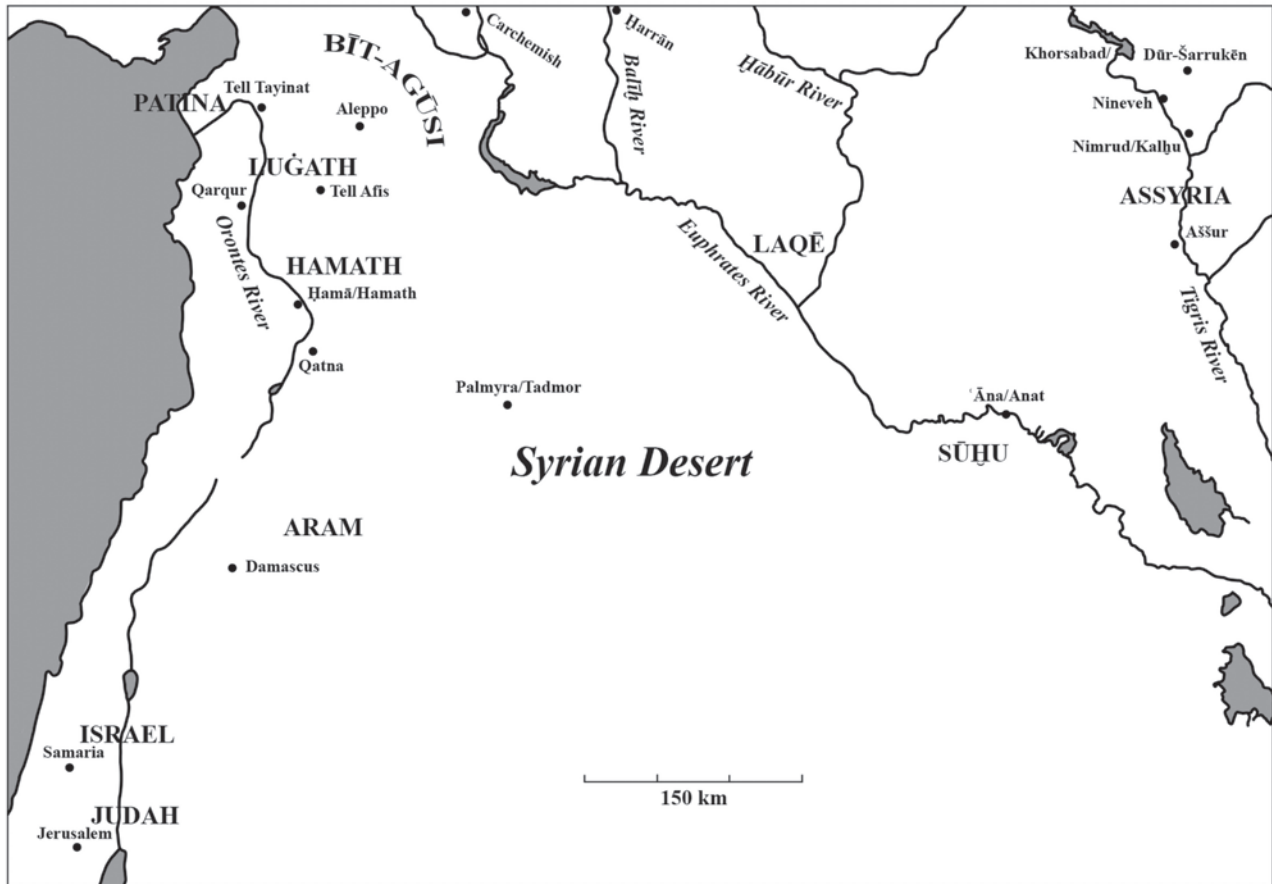 Carchemish
Ḫarrān
BĪT-AGŪSI
Balīḫ River
Ḫābūr River
Khorsabad/
Dūr-Šarrukēn
Tell Tayinat
PATINA
Aleppo
Nineveh
Nimrud/Kalḫu
LUĠATH
Qarqur
Tell Afis
ASSYRIA
Orontes River
Euphrates River
LAQĒ
Aššur
HAMATH
Ḥamā/Hamath
Tigris River
Qatna
Palmyra/Tadmor
ʿĀna/Anat
Syrian Desert
SŪḪU
ARAM
Damascus
ISRAEL
Samaria
150 km
JUDAH
Jerusalem